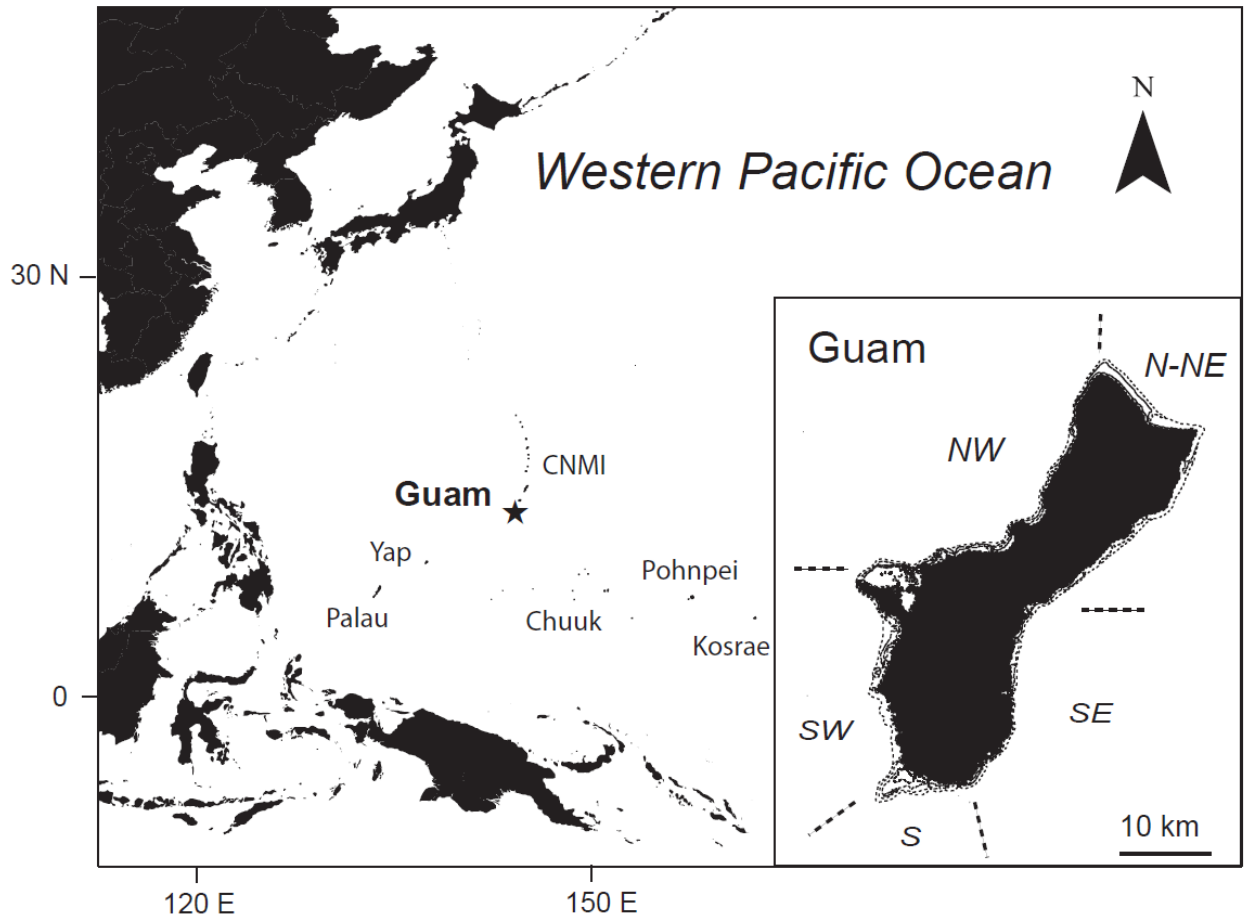 N
Western Pacific Ocean
30 N
Guam
N-NE
NW
CNMI
Guam
Yap
Pohnpei
Palau
Chuuk
Kosrae
0
SW
SE
S
10 km
120 E
150 E